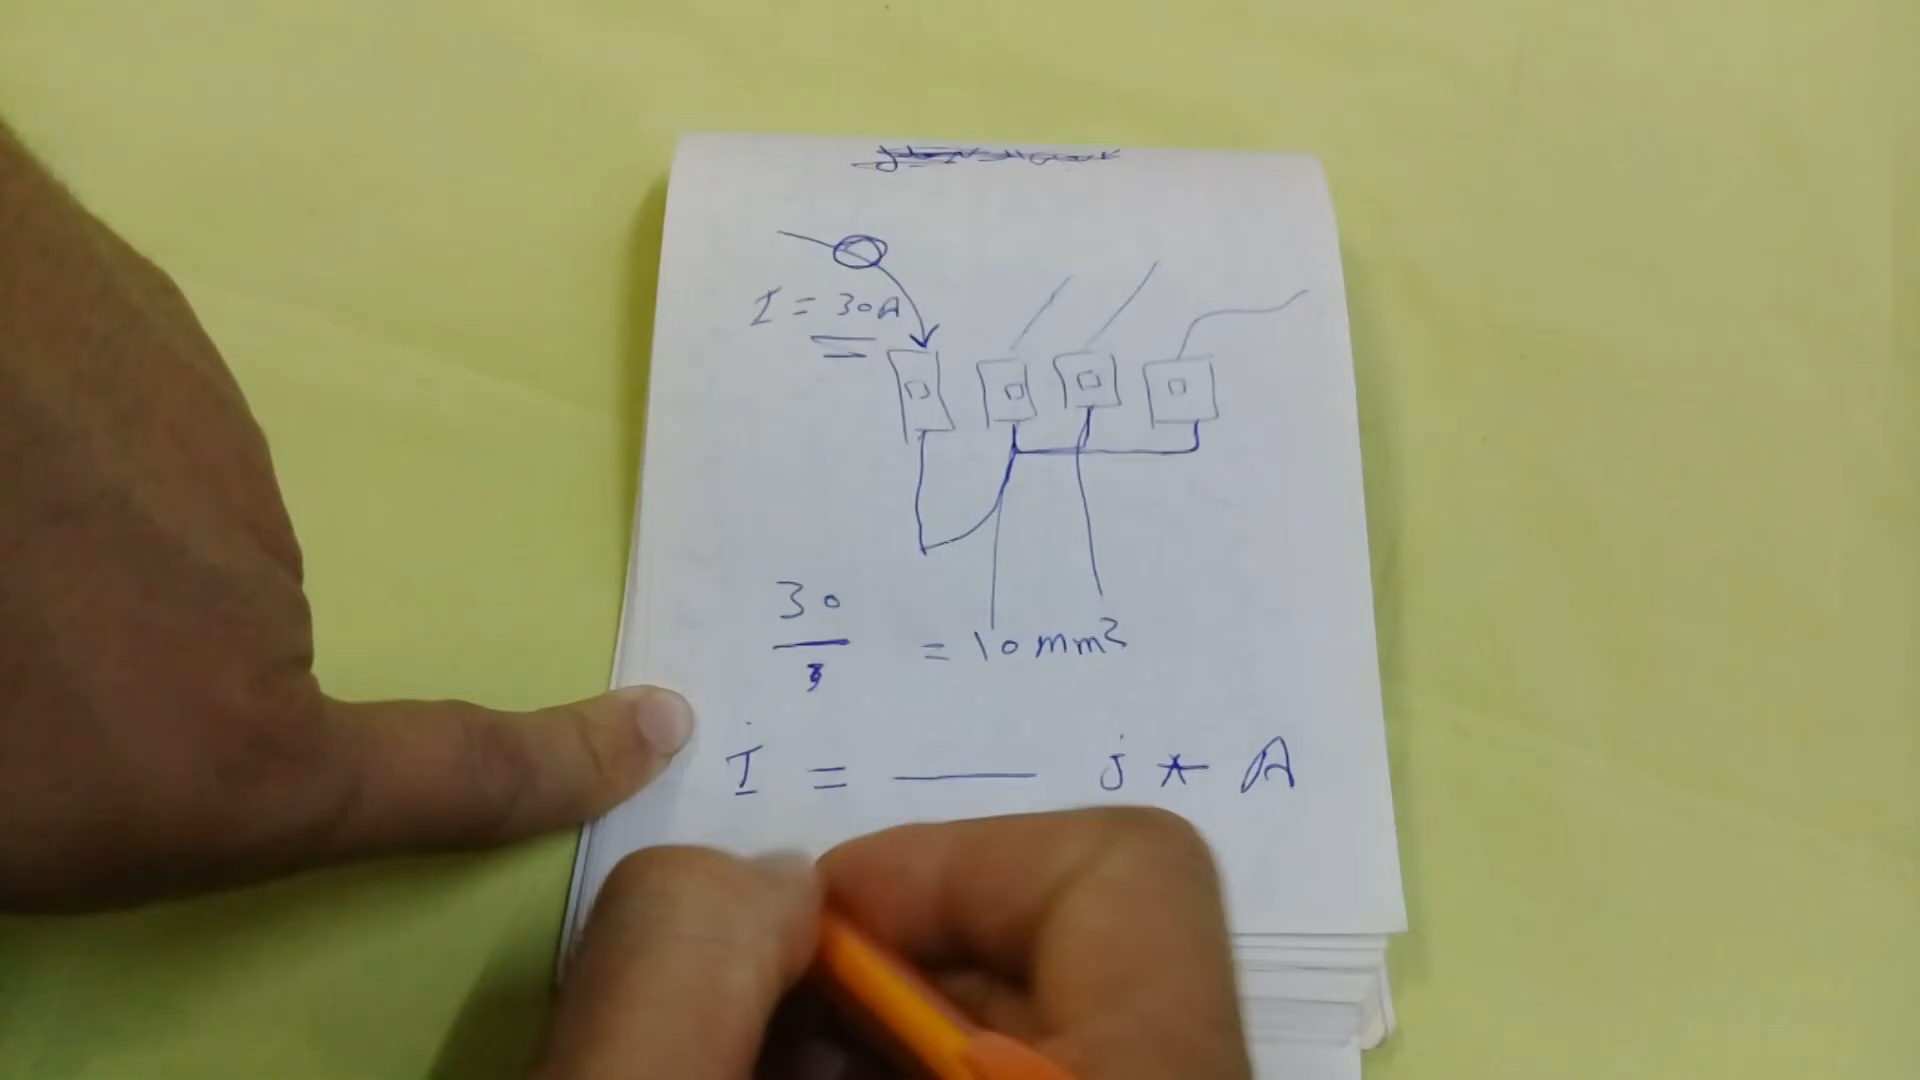 I = 30A
30
3
= 10 mm²
I = j * A